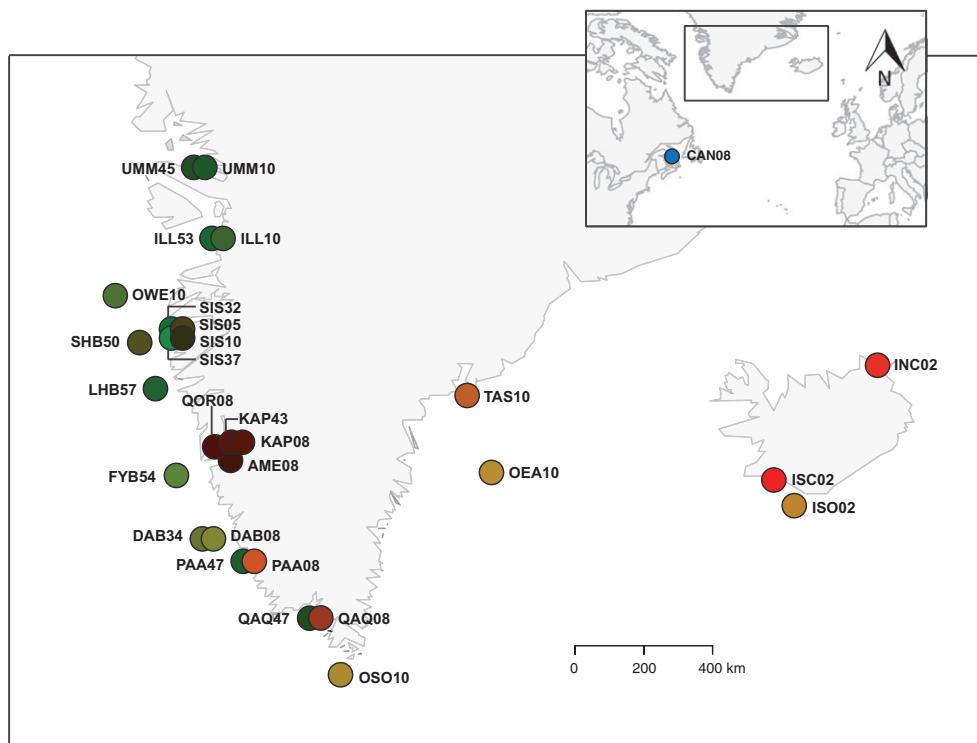 N
CAN08
UMM45 UMM10
ILL53 ILL10
OWE10
SIS32
SIS05
SHB50 SIS10
SIS37
INC02
LHB57
TAS10
QOR08
KAP43
KAP08
AME08
FYB54
OEA10
ISC02
ISO02
DAB34 DAB08
PAA47 PAA08
QAQ47 QAQ08
OSO10
0 200 400 km